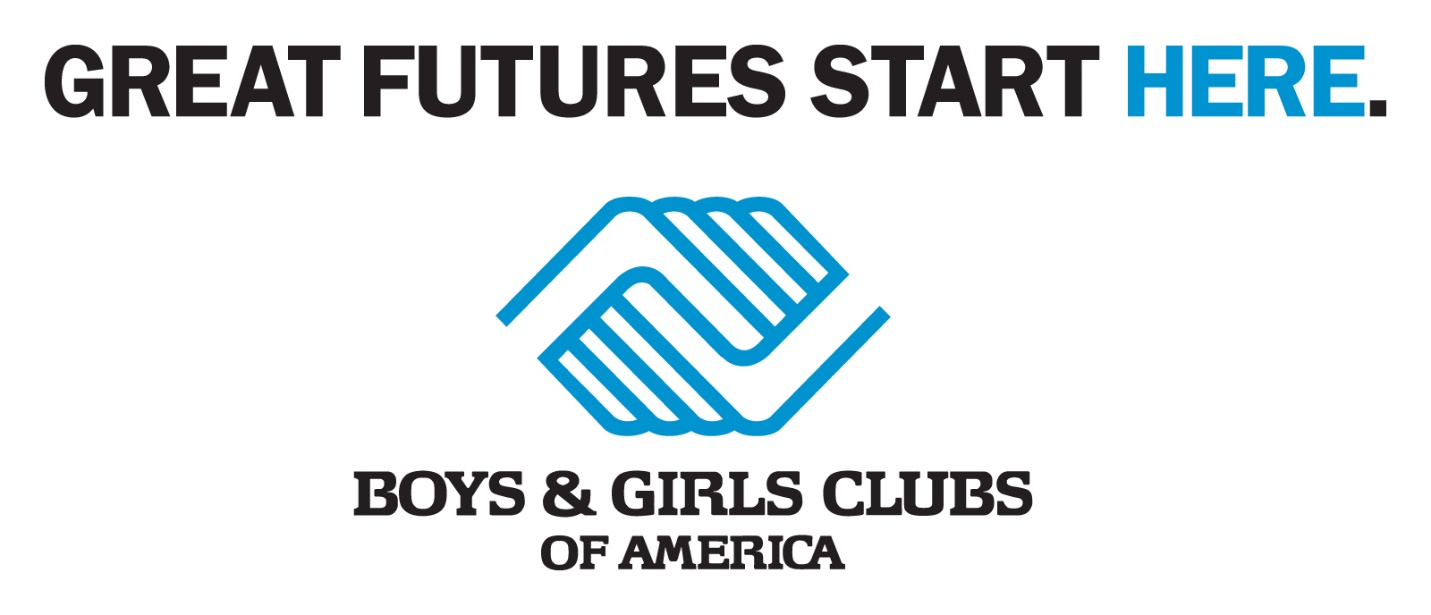 GREAT FUTURES START HERE.
BOYS & GIRLS CLUBS
OF AMERICA